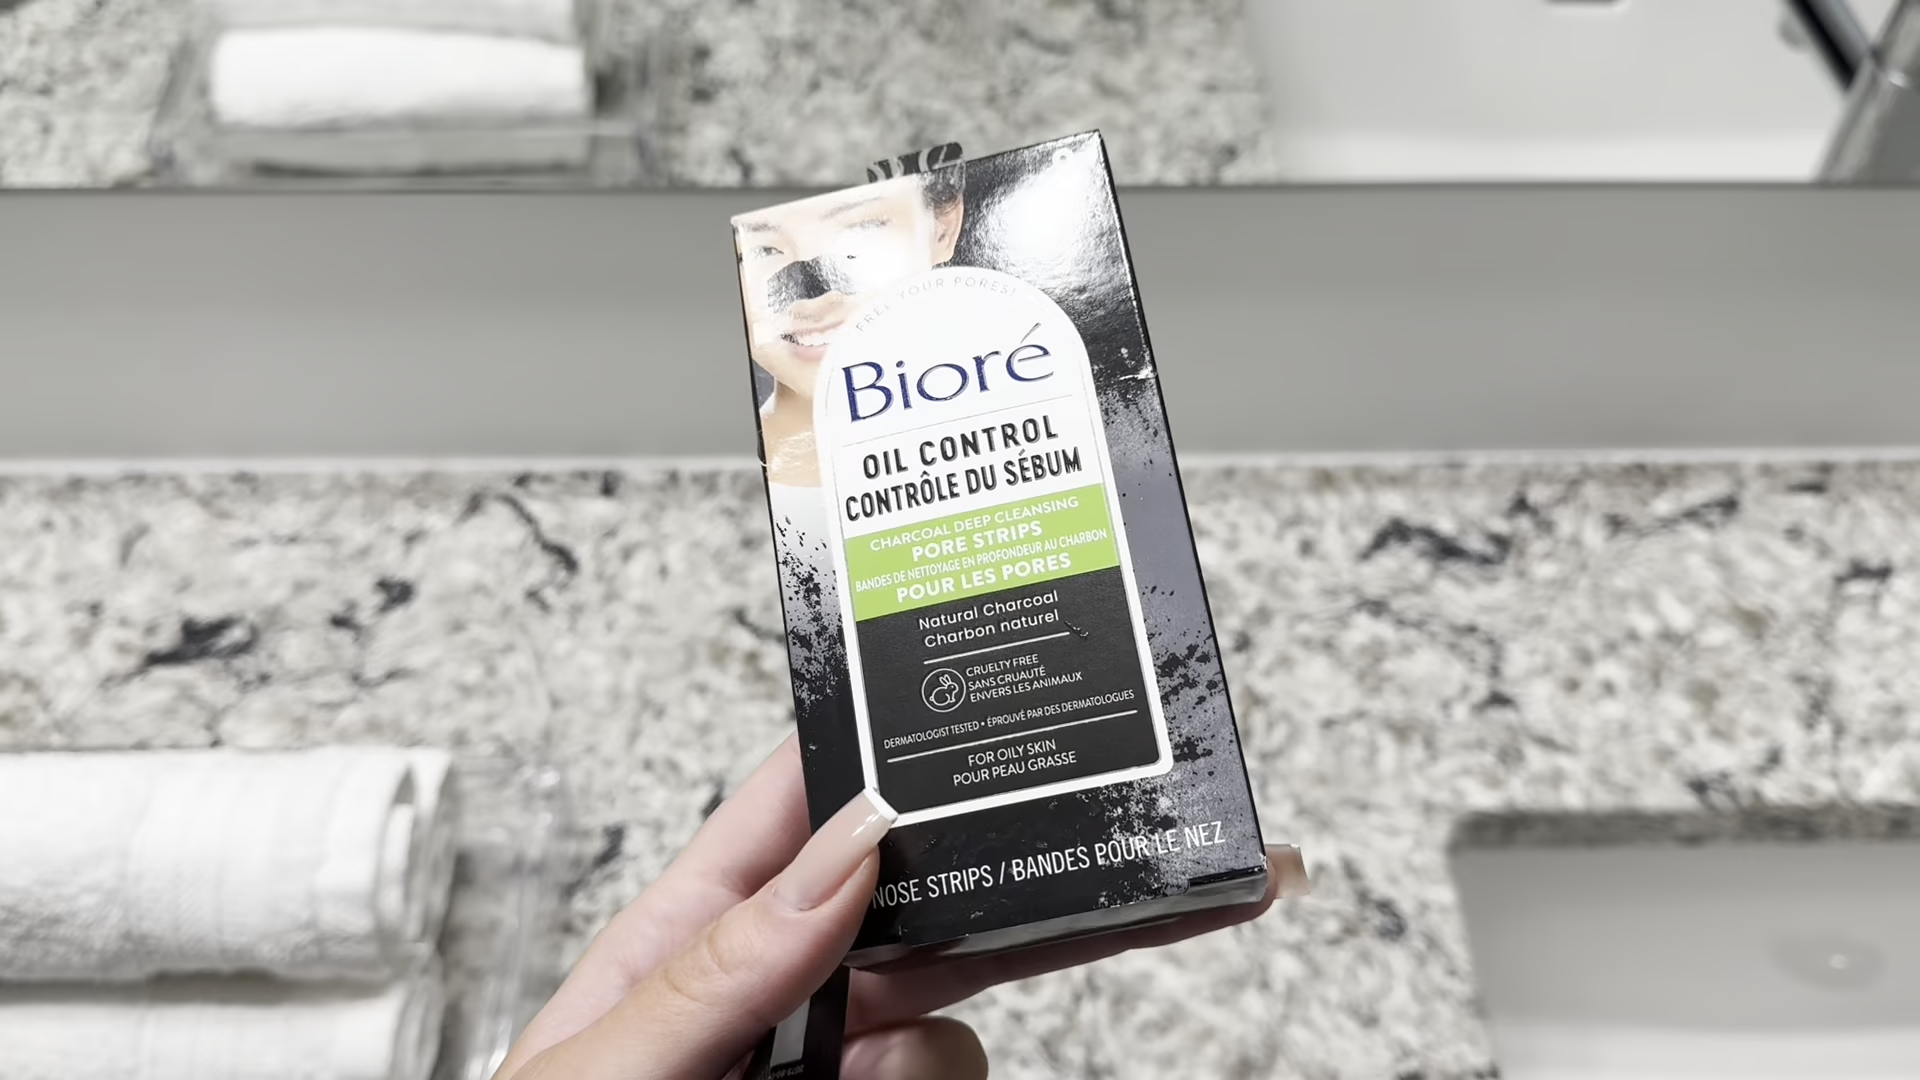 FREE YOUR PORES!
Bioré
OIL CONTROL
CONTRÔLE DU SÉBUM
CHARCOAL DEEP CLEANSING
PORE STRIPS
BANDES DE NETTOYAGE EN PROFONDEUR AU CHARBON
POUR LES PORES
Natural Charcoal
Charbon naturel
CRUELTY FREE
SANS CRUAUTÉ
ENVERS LES ANIMAUX
DERMATOLOGIST TESTED • ÉPROUVÉ PAR DES DERMATOLOGUES
FOR OILY SKIN
POUR PEAU GRASSE
NOSE STRIPS / BANDES POUR LE NEZ